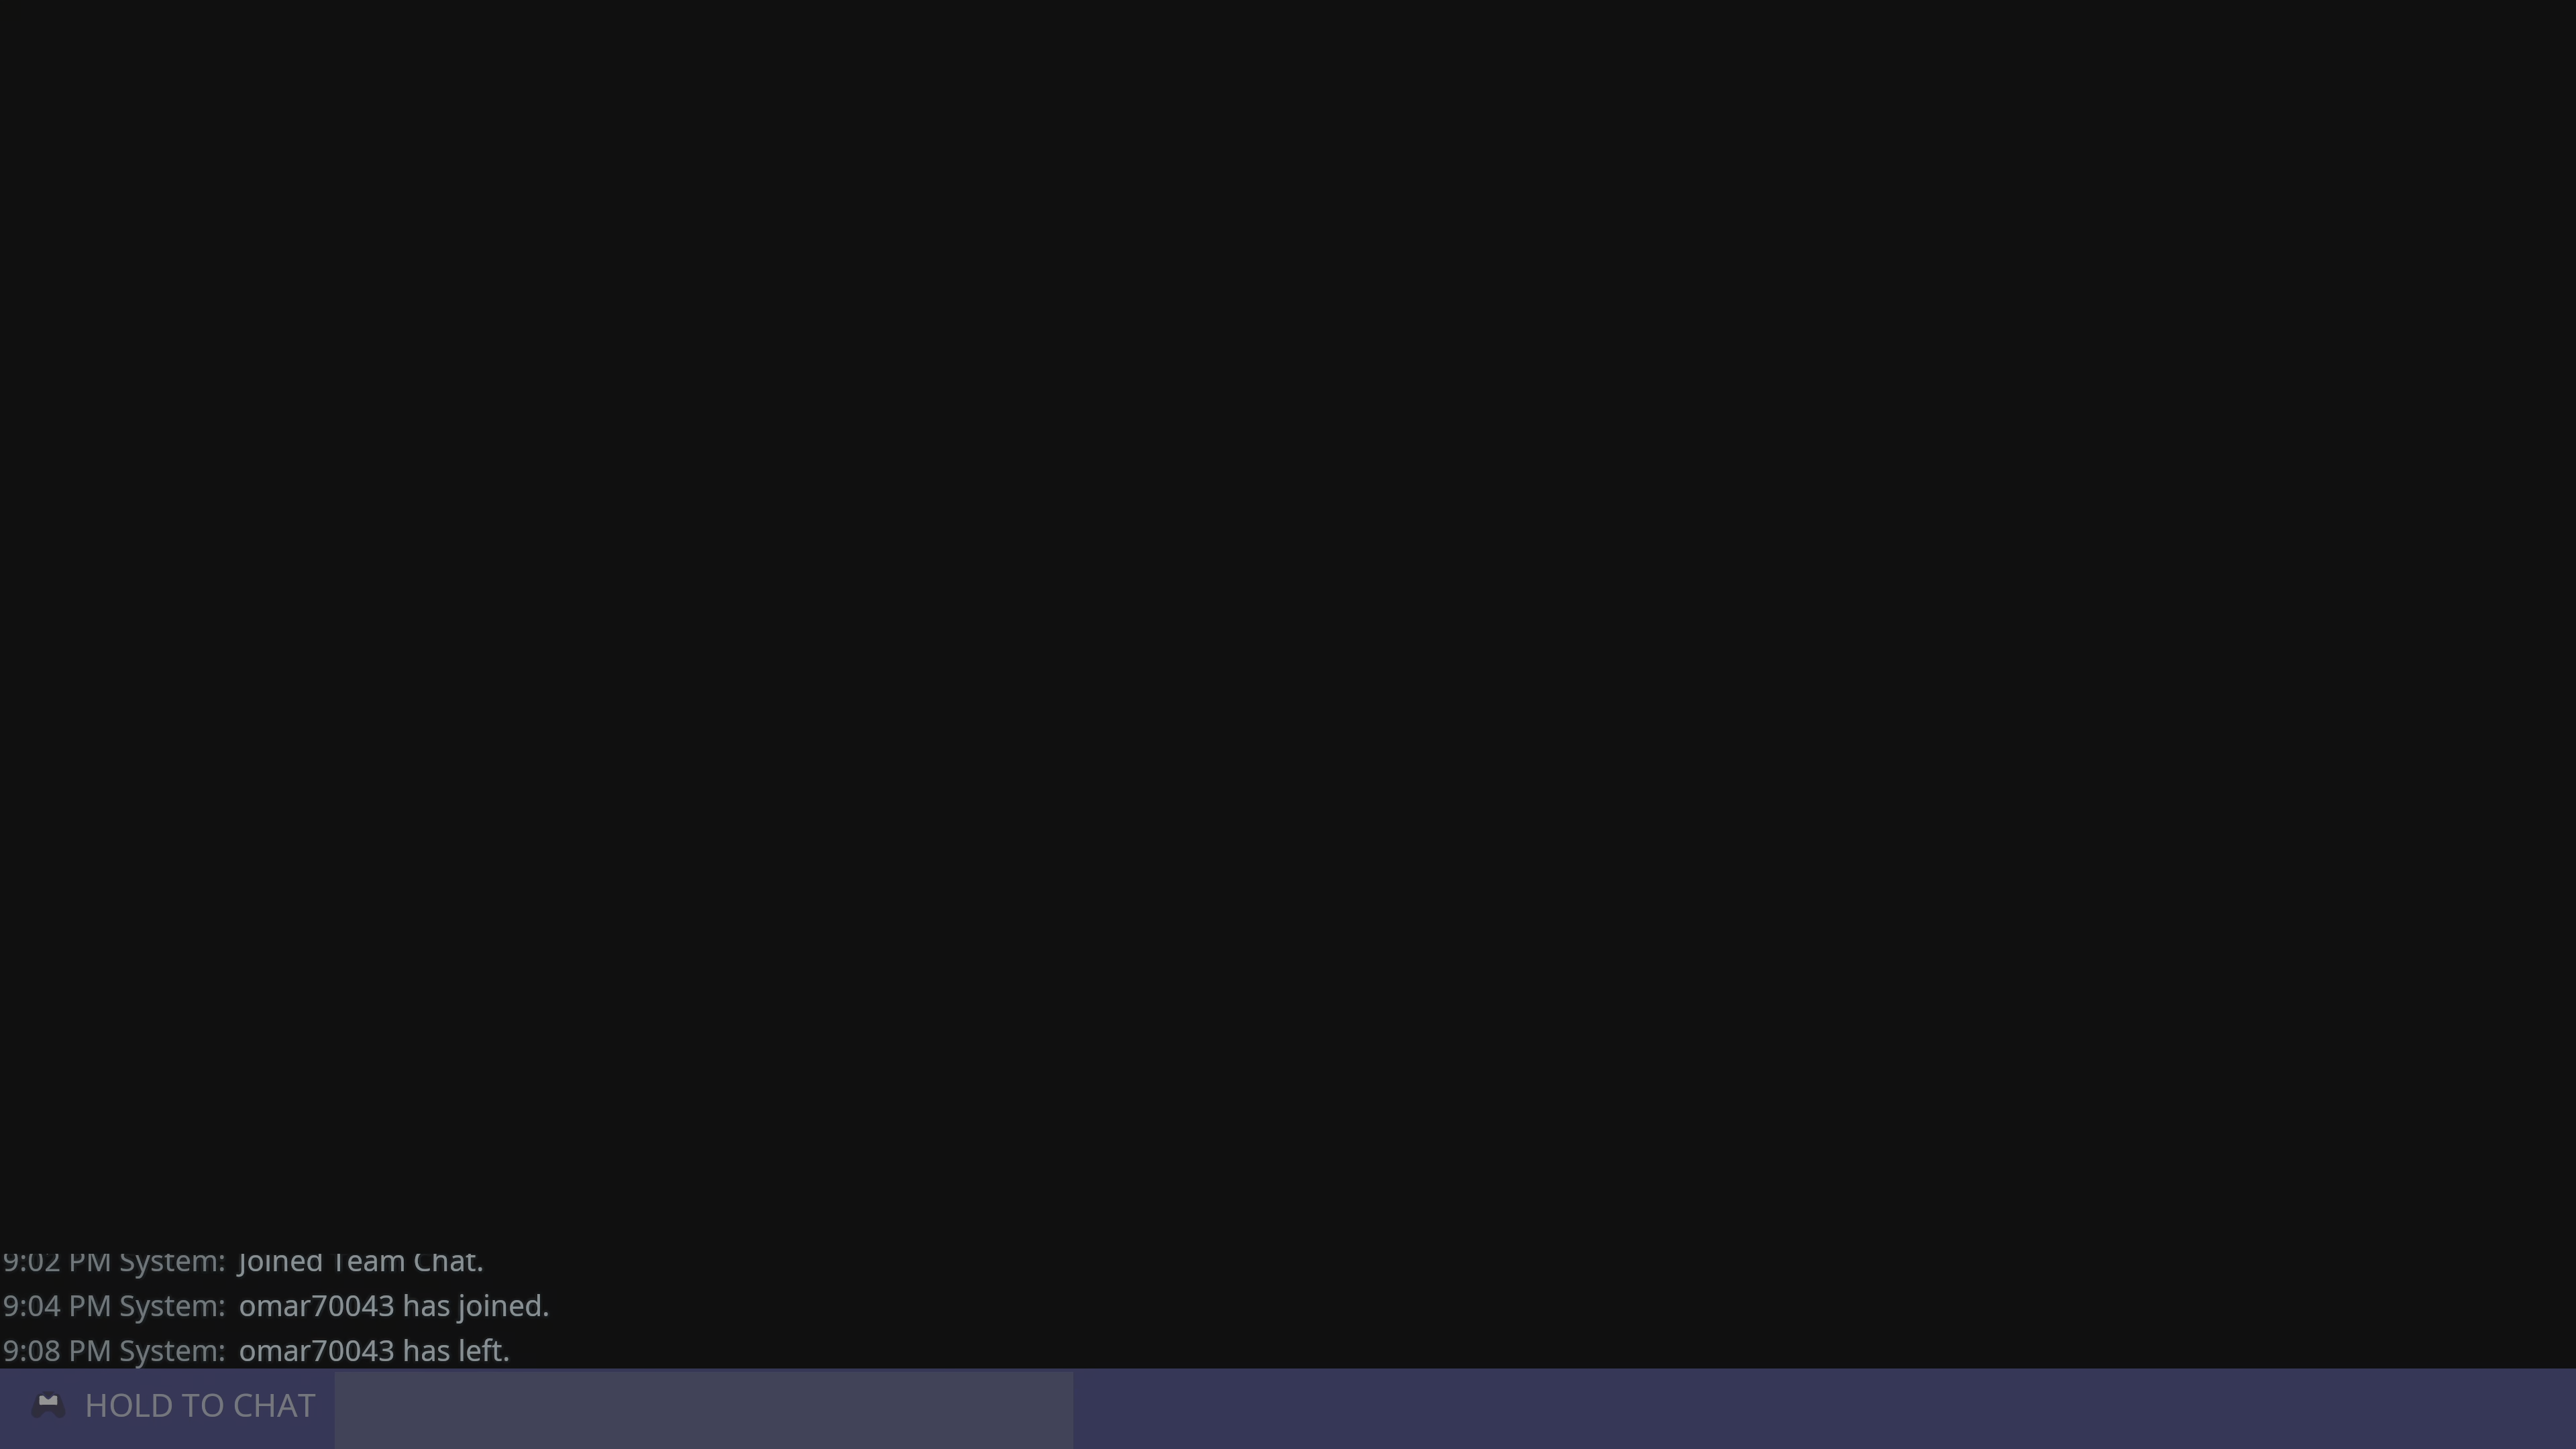 9:02 PM System: Joined Team Chat.
9:04 PM System: omar70043 has joined.
9:08 PM System: omar70043 has left.
HOLD TO CHAT